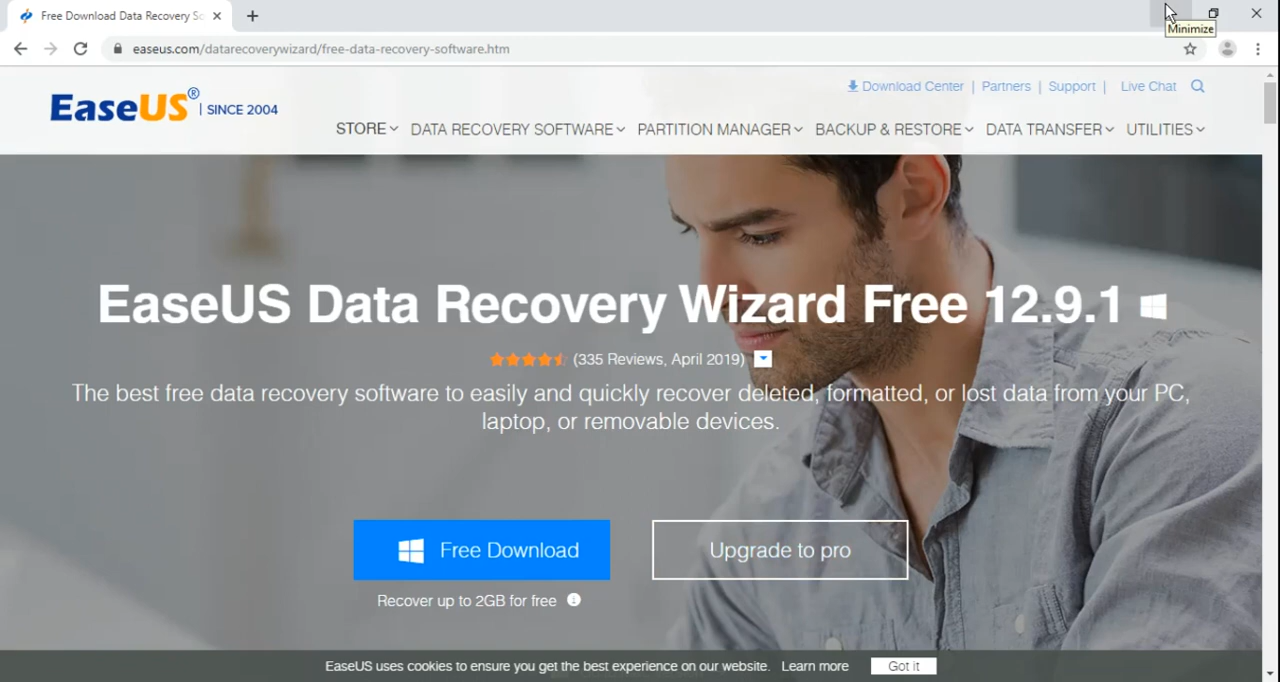 Free Download Data Recovery So
Minimize
easeus.com/datarecoverywizard/free-data-recovery-software.htm
Download Center | Partners | Support | Live Chat
EaseUS® | SINCE 2004
STORE DATA RECOVERY SOFTWARE PARTITION MANAGER BACKUP & RESTORE DATA TRANSFER UTILITIES
EaseUS Data Recovery Wizard Free 12.9.1
(335 Reviews, April 2019)
The best free data recovery software to easily and quickly recover deleted, formatted, or lost data from your PC,
laptop, or removable devices.
Free Download
Upgrade to pro
Recover up to 2GB for free
EaseUS uses cookies to ensure you get the best experience on our website. Learn more Got it